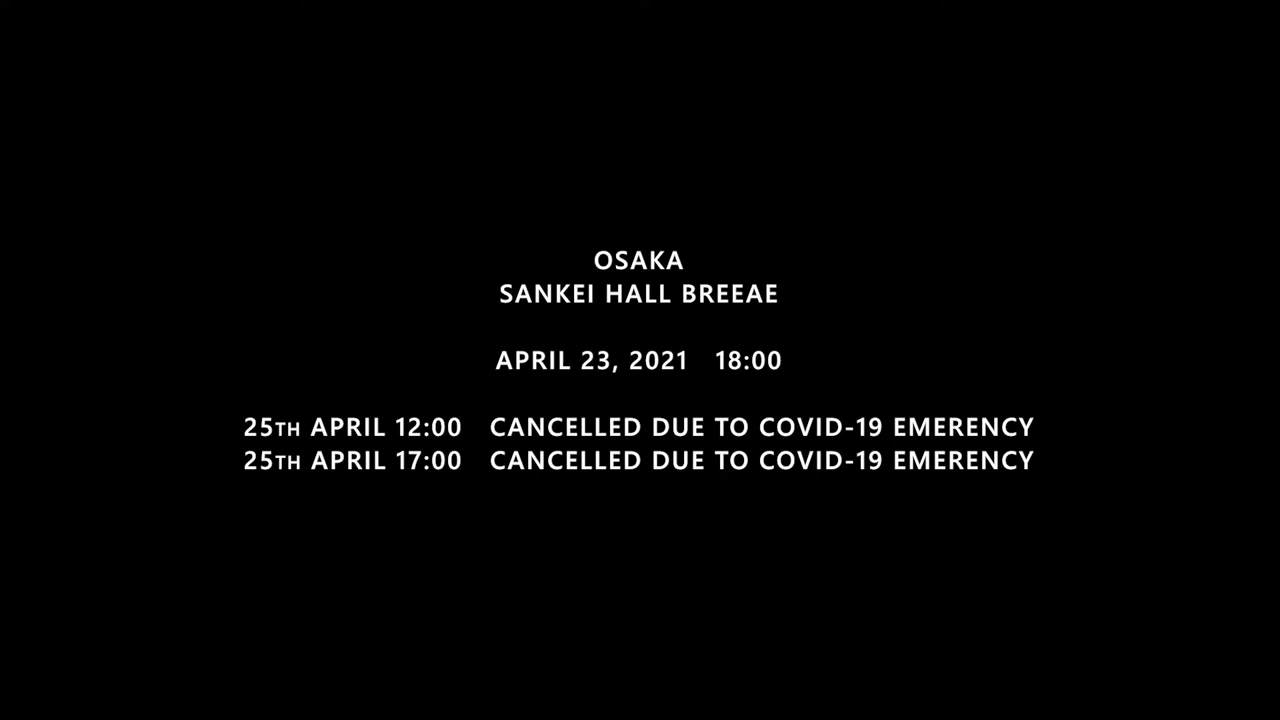 OSAKA
SANKEI HALL BREEAE
APRIL 23, 2021 18:00
25TH APRIL 12:00 CANCELLED DUE TO COVID-19 EMERENCY
25TH APRIL 17:00 CANCELLED DUE TO COVID-19 EMERENCY